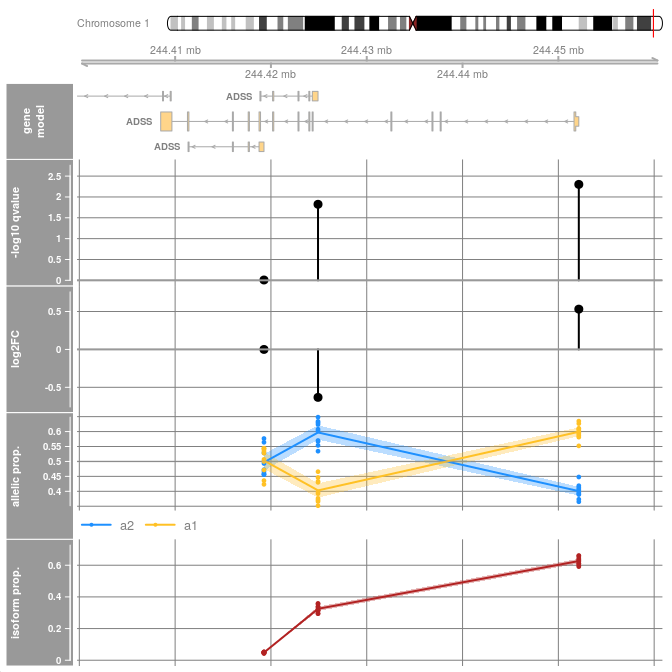 Chromosome 1
244.41 mb
244.43 mb
244.45 mb
244.42 mb
244.44 mb
gene
model
ADSS
ADSS
ADSS
-log10 qvalue
2.5
2
1.5
1
0.5
0
log2FC
0.5
0
-0.5
allelic prop.
0.6
0.55
0.5
0.45
0.4
a2
a1
isoform prop.
0.6
0.4
0.2
0